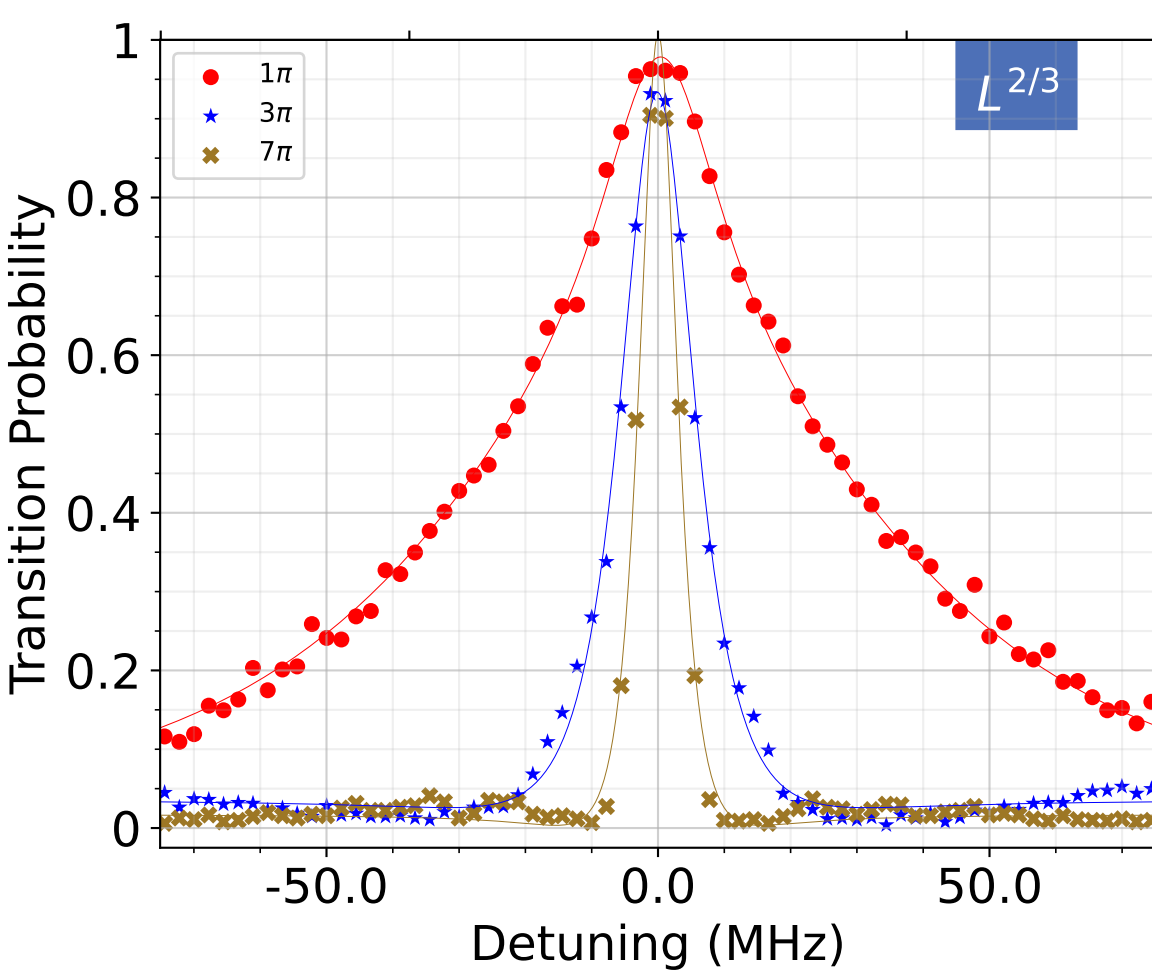 1
1π
3π
7π
L^{2/3}
0.8
0.6
0.4
0.2
0
Transition Probability
-50.0
0.0
50.0
Detuning (MHz)